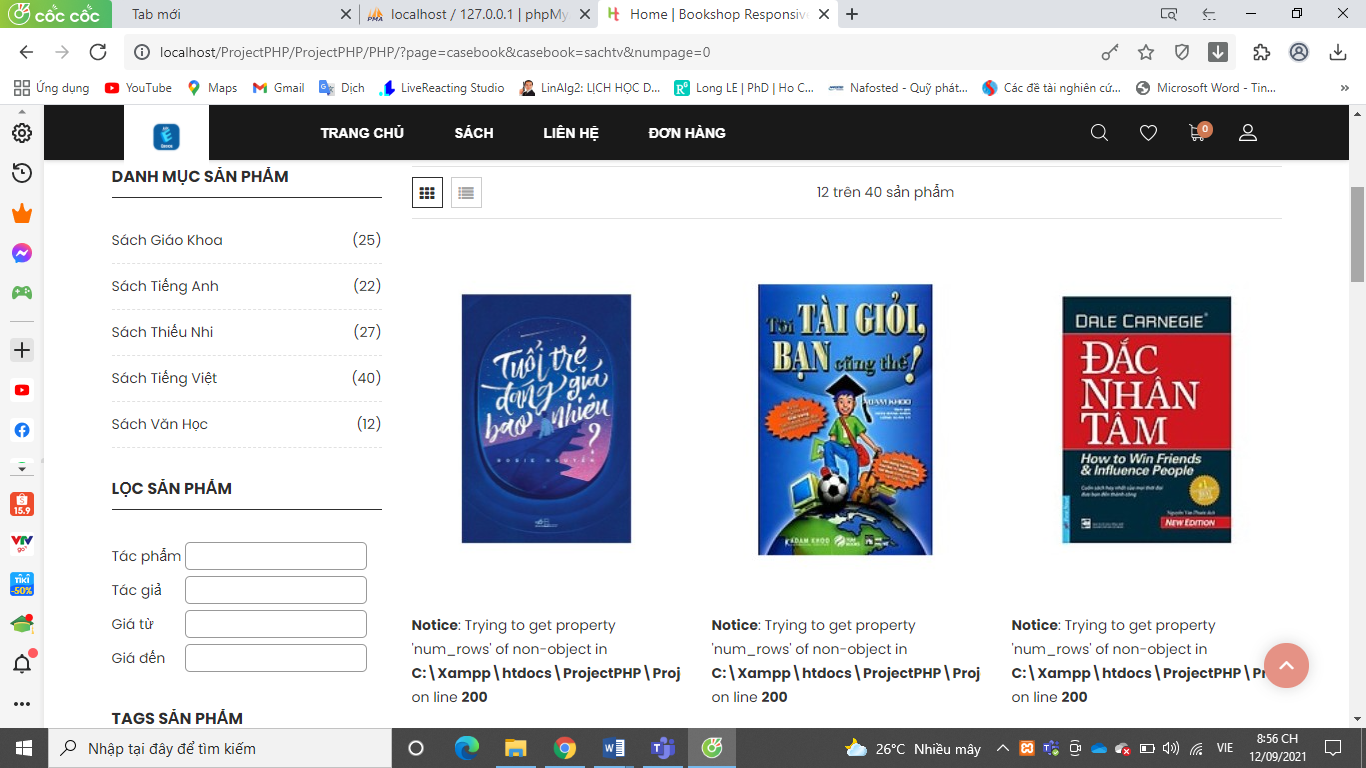 cốc cốc
Tab mới
localhost / 127.0.0.1 | phpMy
Home | Bookshop Responsiv
localhost/ProjectPHP/ProjectPHP/PHP/?page=casebook&casebook=sachtv&numpage=0
Ứng dụng
YouTube
Maps
Gmail
Dịch
LiveReacting Studio
LinAlg2: LỊCH HỌC D...
Long LE | PhD | Ho C...
Nafosted - Quỹ phát...
Các đề tài nghiên cứ...
Microsoft Word - Tin...
TRANG CHỦ
SÁCH
LIÊN HỆ
ĐƠN HÀNG
0
DANH MỤC SẢN PHẨM
Sách Giáo Khoa (25)
Sách Tiếng Anh (22)
Sách Thiếu Nhi (27)
Sách Tiếng Việt (40)
Sách Văn Học (12)
LỌC SẢN PHẨM
Tác phẩm
Tác giả
Giá từ
Giá đến
TAGS SẢN PHẨM
12 trên 40 sản phẩm
Tuổi trẻ
đáng giá
bao nhiêu
?
Tôi TÀI GIỎI,
BẠN cũng thế!
ADAM KHOO
DALE CARNEGIE
ĐẮC
NHÂN
TÂM
How to Win Friends
& Influence People
NEW EDITION
Notice: Trying to get property
'num_rows' of non-object in
C:\Xampp\htdocs\ProjectPHP\Proj
on line 200
Notice: Trying to get property
'num_rows' of non-object in
C:\Xampp\htdocs\ProjectPHP\Proj
on line 200
Notice: Trying to get property
'num_rows' of non-object in
C:\Xampp\htdocs\ProjectPHP\Pr
on line 200
15.9
VTV
go
TIKI
-50%
Nhập tại đây để tìm kiếm
26°C Nhiều mây
VIE
8:56 CH
12/09/2021